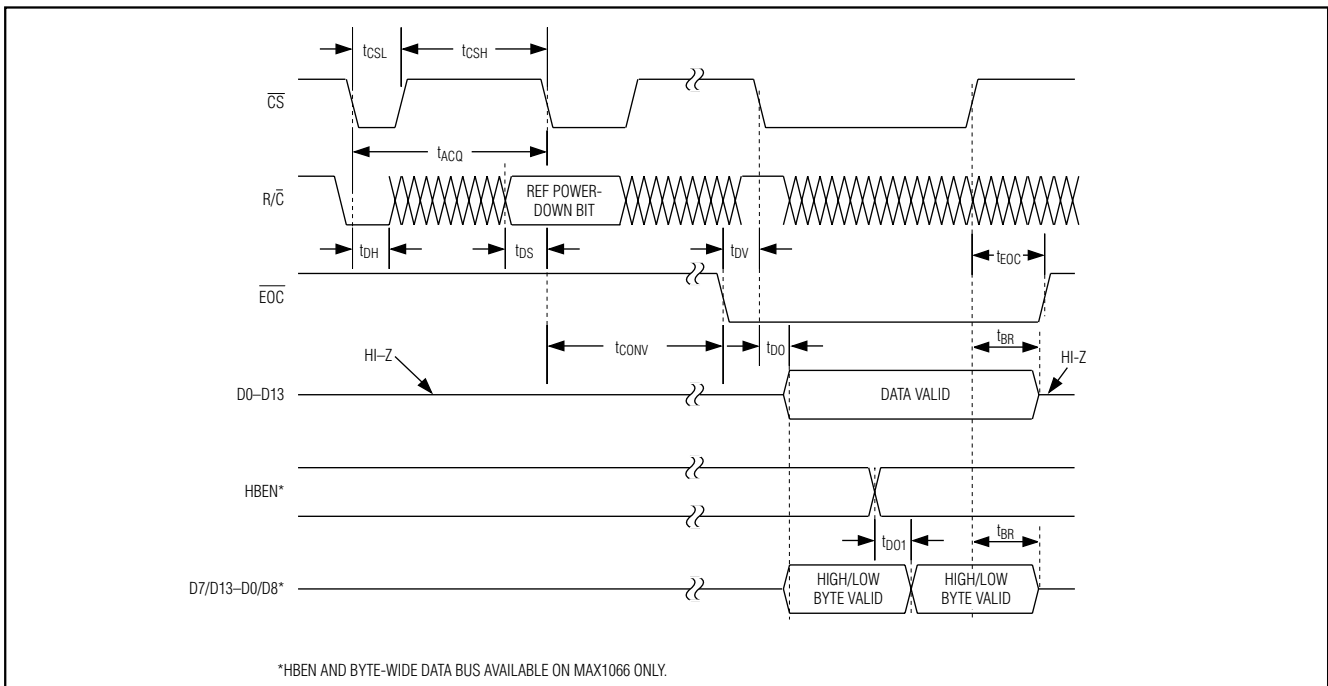 tCSL
tCSH
C̅S̅
tACQ
R/C̅
REF POWER-
DOWN BIT
tDH
tDS
tDV
tEOC
E̅O̅C̅
tCONV
tDO
tBR
HI–Z
HI-Z
D0–D13
DATA VALID
HBEN*
tDO1
tBR
D7/D13–D0/D8*
HIGH/LOW
BYTE VALID
HIGH/LOW
BYTE VALID
*HBEN AND BYTE-WIDE DATA BUS AVAILABLE ON MAX1066 ONLY.